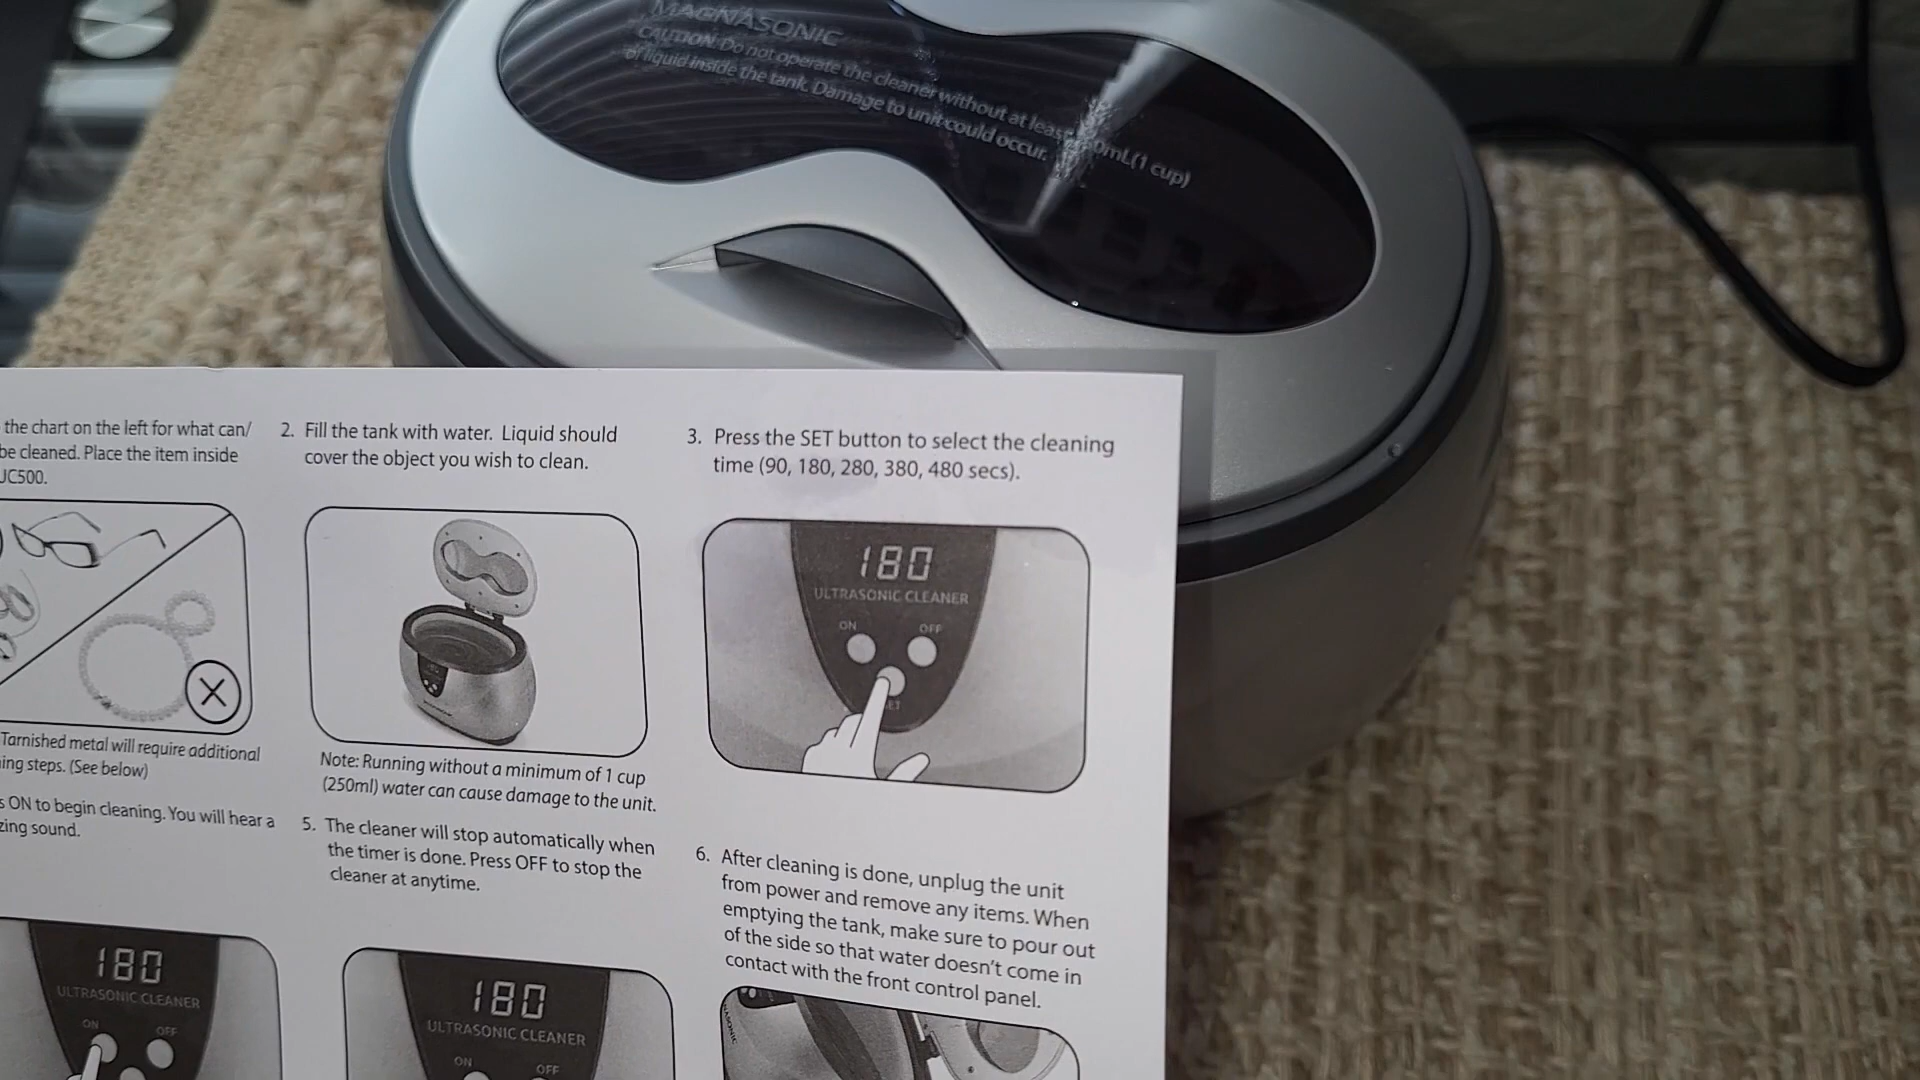 MAGNASONIC
CAUTION: Do not operate the cleaner without at least 250mL(1 cup)
of liquid inside the tank. Damage to unit could occur.
the chart on the left for what can/
be cleaned. Place the item inside
UC500.
Tarnished metal will require additional
steps. (See below)
ON to begin cleaning. You will hear a
sound.
180
ULTRASONIC CLEANER
ON OFF
2. Fill the tank with water. Liquid should
cover the object you wish to clean.
Note: Running without a minimum of 1 cup
(250ml) water can cause damage to the unit.
5. The cleaner will stop automatically when
the timer is done. Press OFF to stop the
cleaner at anytime.
180
ULTRASONIC CLEANER
ON OFF
3. Press the SET button to select the cleaning
time (90, 180, 280, 380, 480 secs).
180
ULTRASONIC CLEANER
ON OFF
6. After cleaning is done, unplug the unit
from power and remove any items. When
emptying the tank, make sure to pour out
of the side so that water doesn't come in
contact with the front control panel.